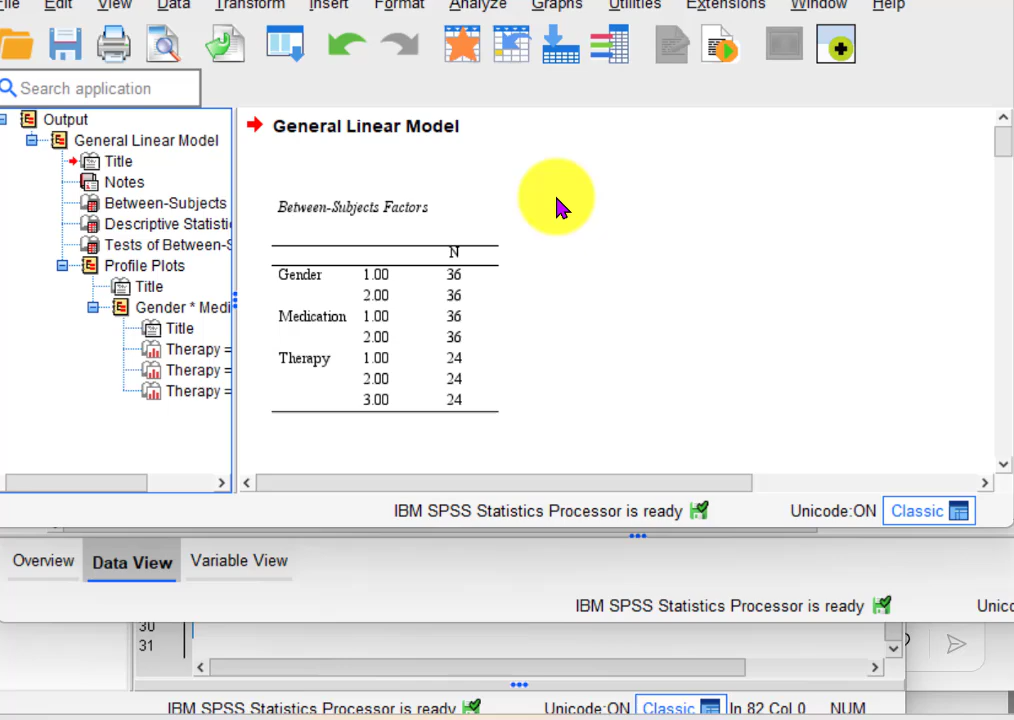 File Edit View Data Transform Insert Format Analyze Graphs Utilities Extensions Window Help
Search application
Output
General Linear Model
Title
Notes
Between-Subjects
Descriptive Statisti
Tests of Between-S
Profile Plots
Title
Gender * Medi
Title
Therapy =
Therapy =
Therapy =
General Linear Model
Between-Subjects Factors
N
Gender 1.00 36
2.00 36
Medication 1.00 36
2.00 36
Therapy 1.00 24
2.00 24
3.00 24
IBM SPSS Statistics Processor is ready Unicode:ON Classic
Overview Data View Variable View
IBM SPSS Statistics Processor is ready Unico
30
31
IBM SPSS Statistics Processor is ready Unicode:ON Classic In 82 Col 0 NUM